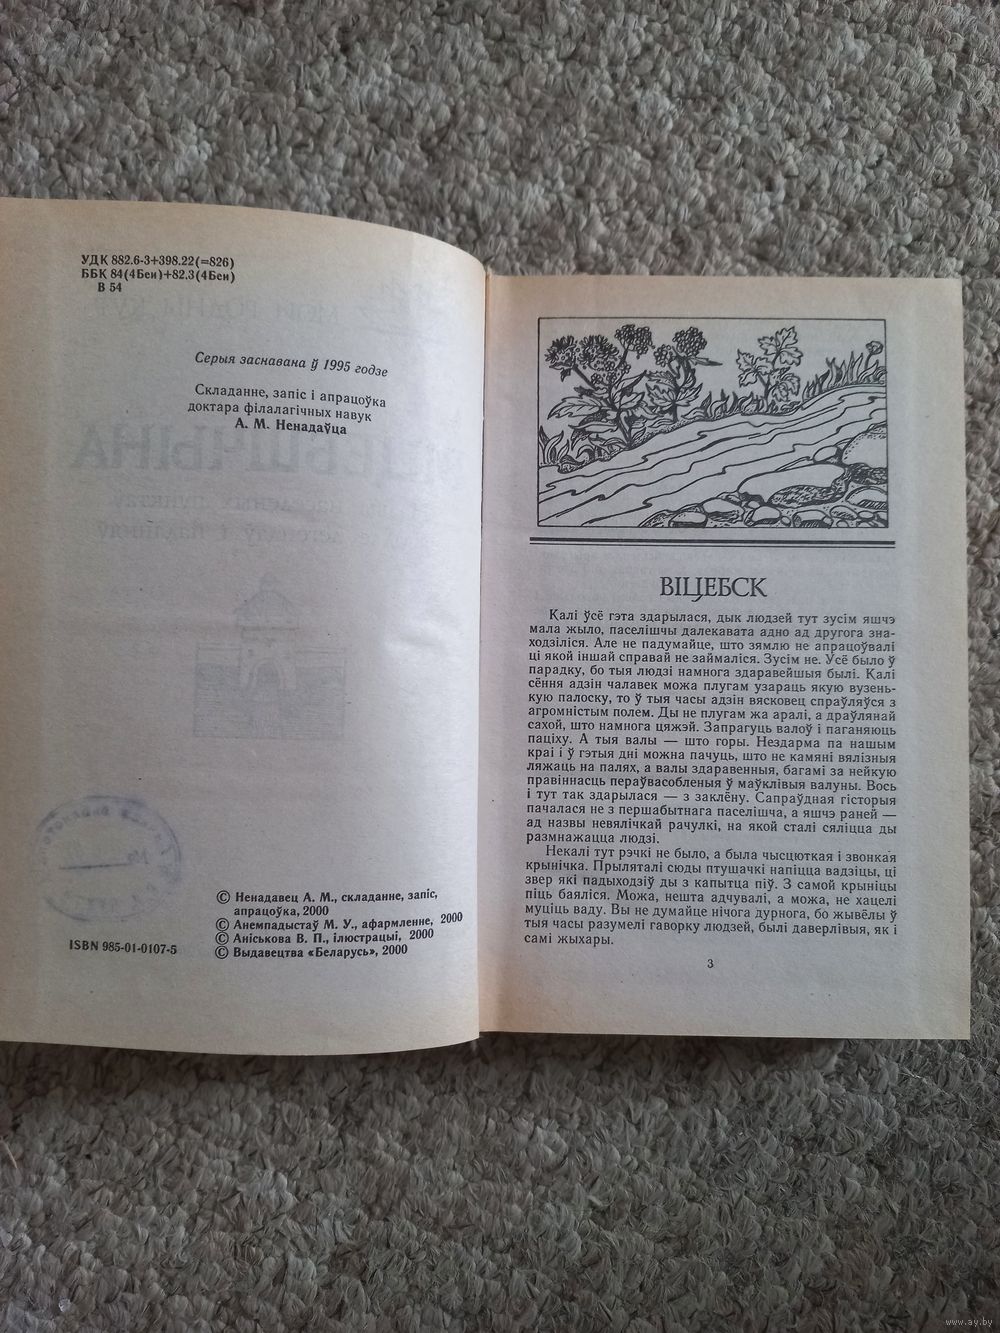 УДК 882.6-3+398.22(=826)
ББК 84(4Беи)+82.3(4Беи)
В 54
Серыя заснавана ў 1995 годзе
Складанне, запіс і апрацоўка
доктара філалагічных навук
А. М. Ненадаўца
© Ненадавец А. М., складанне, запіс,
апрацоўка, 2000
© Анемпадыстаў М. У., афармленне, 2000
© Аніськова В. П., ілюстрацыі, 2000
© Выдавецтва «Беларусь», 2000
ISBN 985-01-0107-5
ВІЦЕБСК
Калі ўсё гэта здарылася, дык людзей тут зусім яшчэ
мала жыло, паселішчы далекавата адно ад другога зна-
ходзіліся. Але не падумайце, што зямлю не апрацоўвалі
ці якой іншай справай не займаліся. Зусім не. Усё было ў
парадку, бо тыя людзі намнога здаравейшыя былі. Калі
сёння адзін чалавек можа плугам узараць якую вузень-
кую палоску, то ў тыя часы адзін вясковец спраўляўся з
агромністым полем. Ды не плугам жа аралі, а драўлянай
сахой, што намнога цяжэй. Запрагуць валоў і паганяюць
паціху. А тыя валы — што горы. Нездарма па нашым
краі і ў гэтыя дні можна пачуць, што не камяні вялізныя
ляжаць на палях, а валы здаравенныя, багамі за нейкую
правіннасць пераўвасобленыя ў маўклівыя валуны. Вось
і тут так здарылася — з заклёну. Сапраўдная гісторыя
пачалася не з першабытнага паселішча, а яшчэ раней —
ад назвы невялічкай рачулкі, на якой сталі сяліцца ды
размнажацца людзі.
Некалі тут рэчкі не было, а была чысцюткая і звонкая
крынічка. Прыляталі сюды птушачкі напіцца вадзіцы, ці
звер які падыходзіў ды з капытца піў. З самой крыніцы
піць баяліся. Можа, нешта адчувалі, а можа, не хацелі
муціць ваду. Вы не думайце нічога дурнога, бо жывёлы ў
тыя часы разумелі гаворку людзей, былі даверлівыя, як і
самі жыхары.
3
www.ay.by